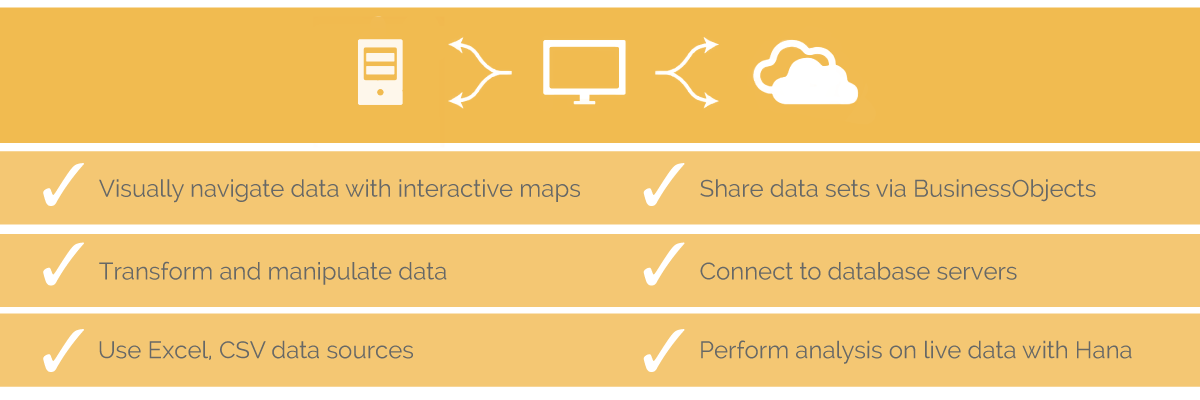 Visually navigate data with interactive maps
Share data sets via BusinessObjects
Transform and manipulate data
Connect to database servers
Use Excel, CSV data sources
Perform analysis on live data with Hana